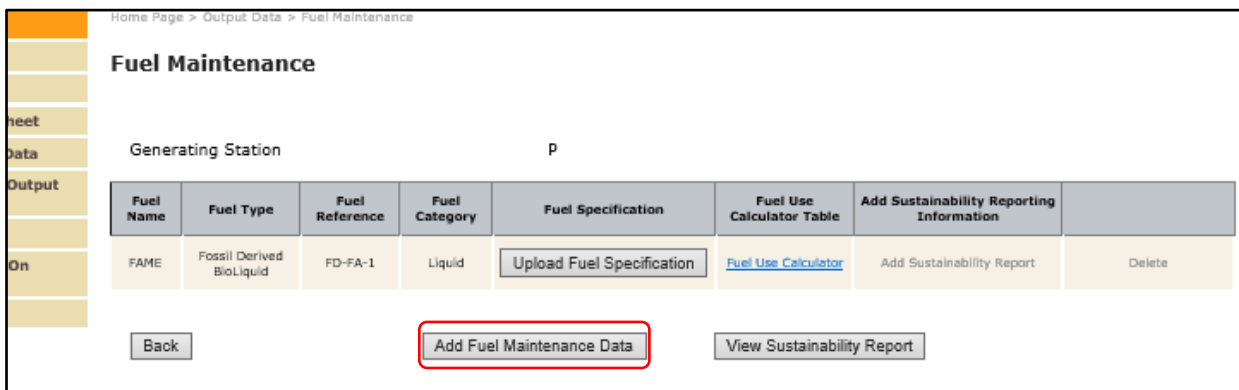 Home Page > Output Data > Fuel Maintenance
Fuel Maintenance
heet
Data
Generating Station P
Output
Fuel Name Fuel Type Fuel Reference Fuel Category Fuel Specification Fuel Use Calculator Table Add Sustainability Reporting Information
On
FAME Fossil Derived BioLiquid FD-FA-1 Liquid Upload Fuel Specification Fuel Use Calculator Add Sustainability Report Delete
Back Add Fuel Maintenance Data View Sustainability Report